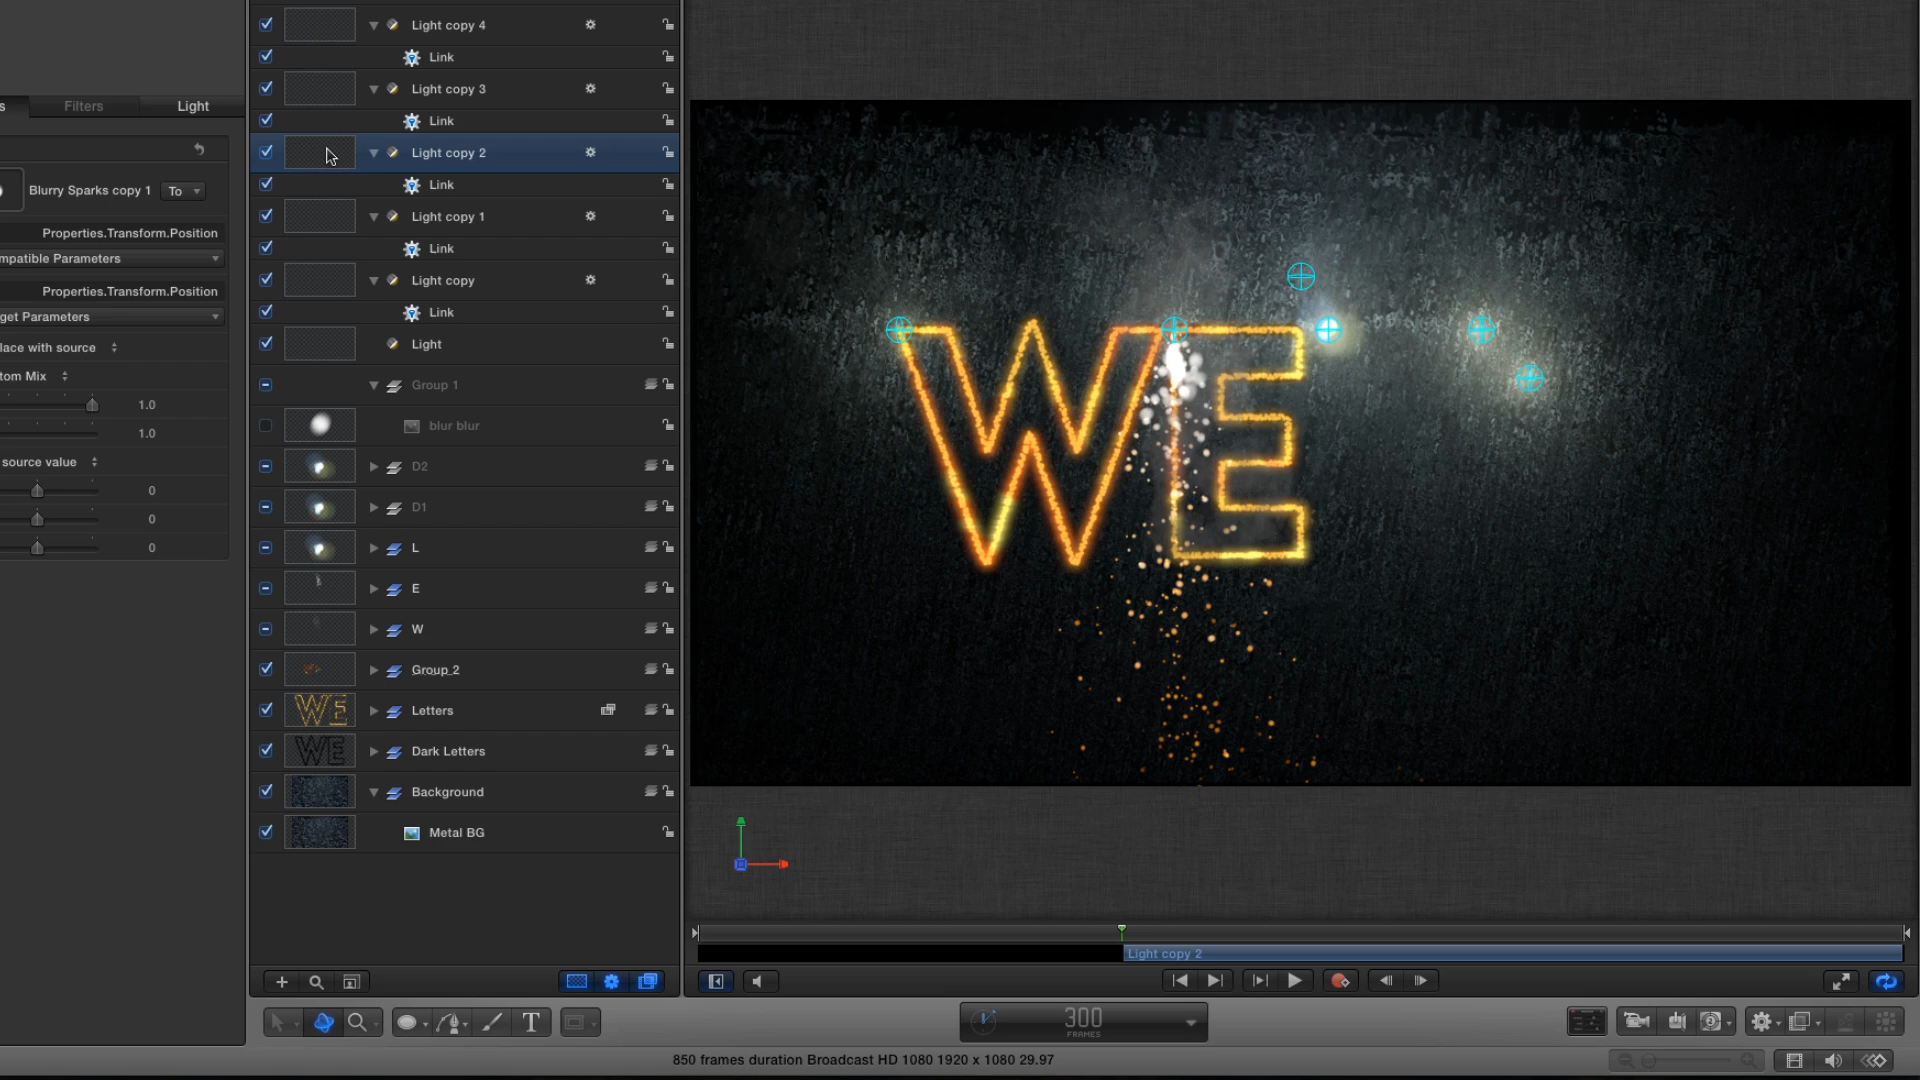 Light copy 4
Link
Light copy 3
Filters
Light
Link
Light copy 2
Blurry Sparks copy 1
To
Link
Light copy 1
Properties.Transform.Position
mpatible Parameters
Link
Light copy
Properties.Transform.Position
get Parameters
Link
lace with source
Light
tom Mix
Group 1
1.0
1.0
blur blur
source value
D2
0
D1
0
L
0
E
W
Group_2
Letters
Dark Letters
Background
Metal BG
WE
Light copy 2
T
300
FRAMES
850 frames duration Broadcast HD 1080 1920 x 1080 29.97